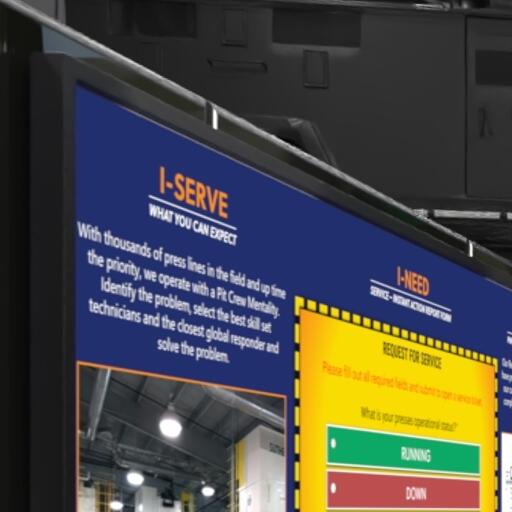 I-SERVE
WHAT YOU CAN EXPECT
With thousands of press lines in the field and up time
the priority, we operate with a Pit Crew Mentality.
Identify the problem, select the best skill set
technicians and the closest global responder and
solve the problem.
I-NEED
SERVICE - INSTANT ACTION REPORT FORM
REQUEST FOR SERVICE
Please fill out all required fields and submit to open a service ticket.
What is your presses operational status?*
RUNNING
DOWN